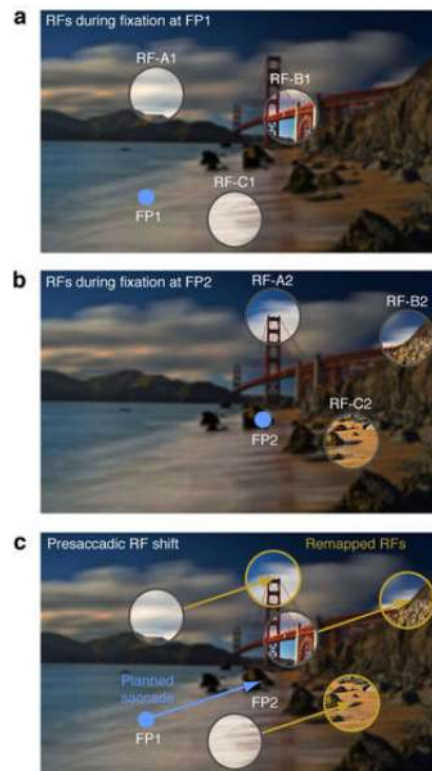 a
RFs during fixation at FP1
RF-A1
RF-B1
RF-C1
FP1
b
RFs during fixation at FP2
RF-A2
RF-B2
RF-C2
FP2
c
Presaccadic RF shift
Remapped RFs
Planned
saccade
FP2
FP1